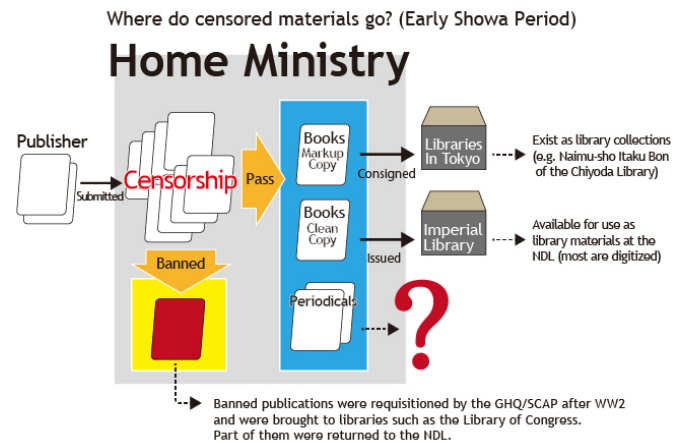 Where do censored materials go? (Early Showa Period)
Home Ministry
Publisher
Submitted
Censorship
Pass
Banned
Books
Markup
Copy
Consigned
Libraries
In Tokyo
Exist as library collections
(e.g. Naimu-sho Itaku Bon
of the Chiyoda Library)
Books
Clean
Copy
Issued
Imperial
Library
Available for use as
library materials at the
NDL (most are digitized)
Periodicals
?
Banned publications were requisitioned by the GHQ/SCAP after WW2
and were brought to libraries such as the Library of Congress.
Part of them were returned to the NDL.